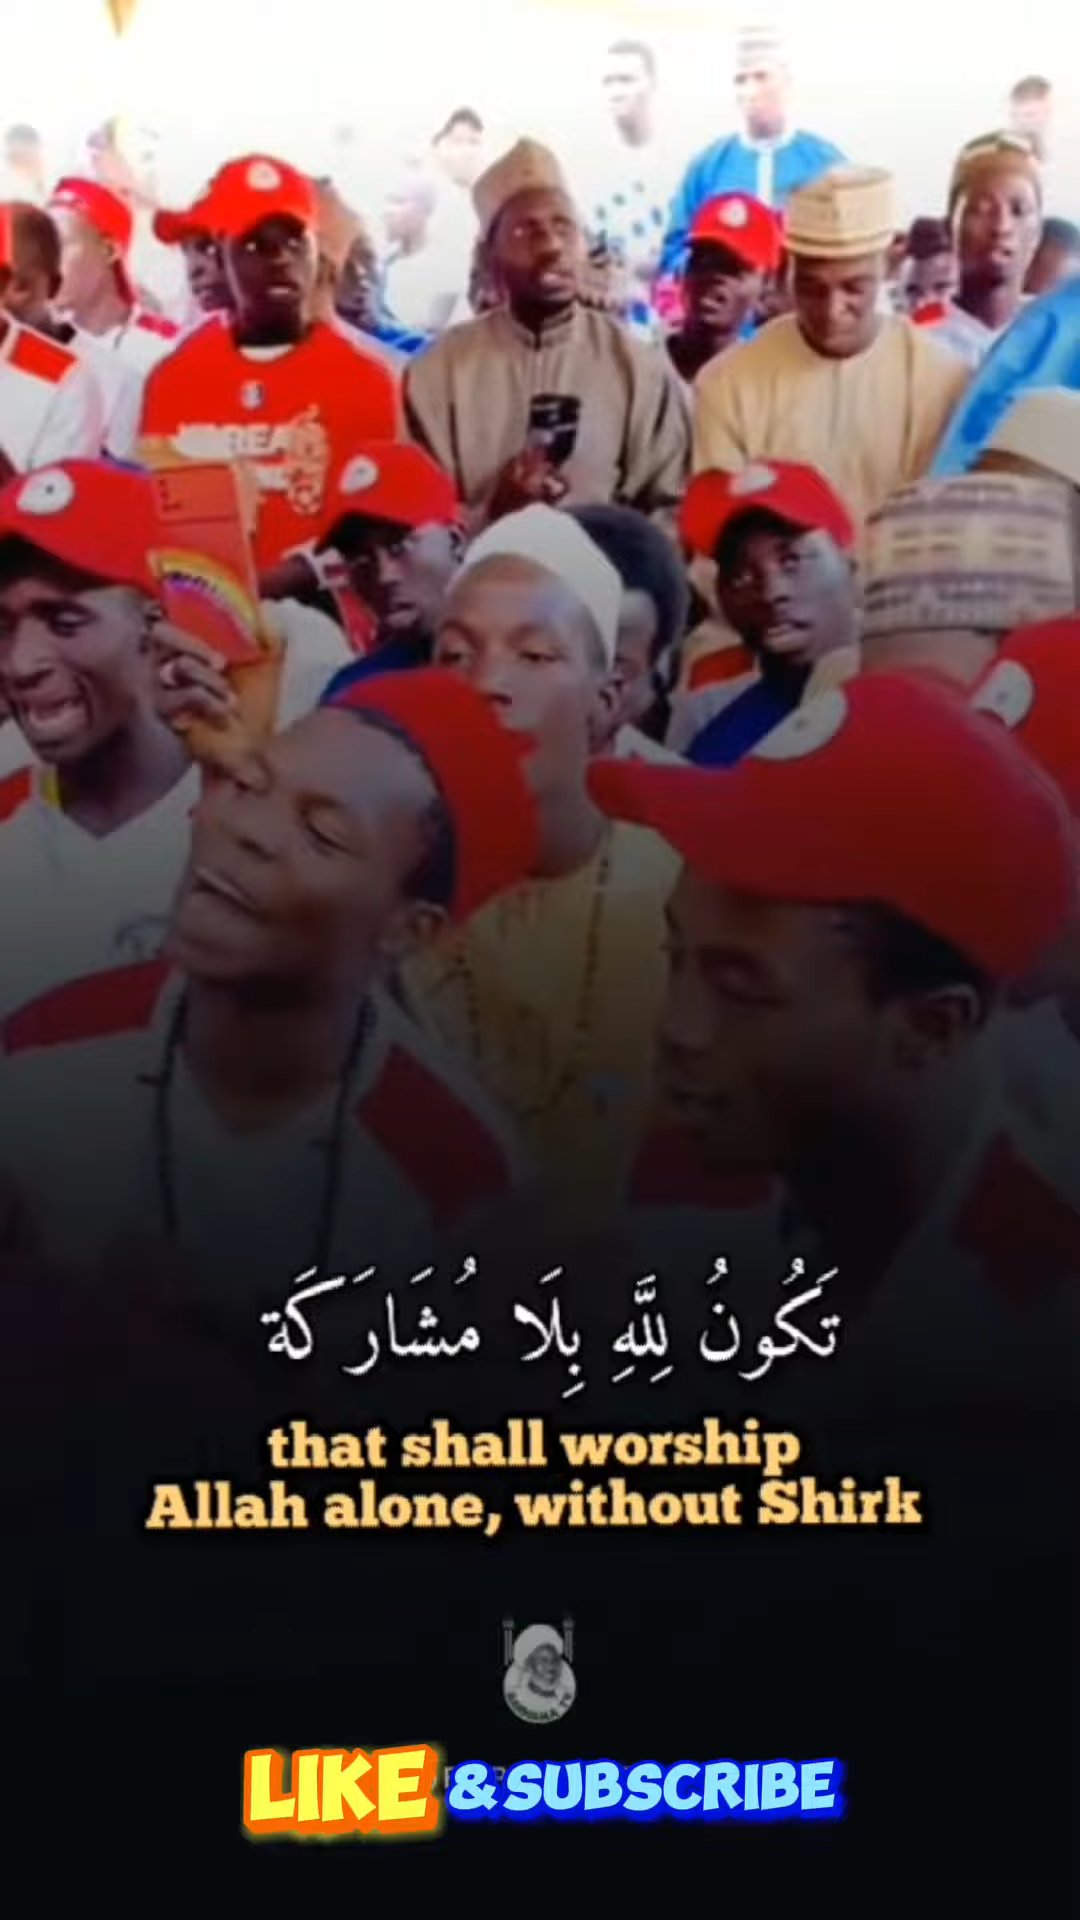 تَكُونُ لِلَّهِ بِلَا مُشَارَكَة
that shall worship
Allah alone, without Shirk
LIKE & SUBSCRIBE